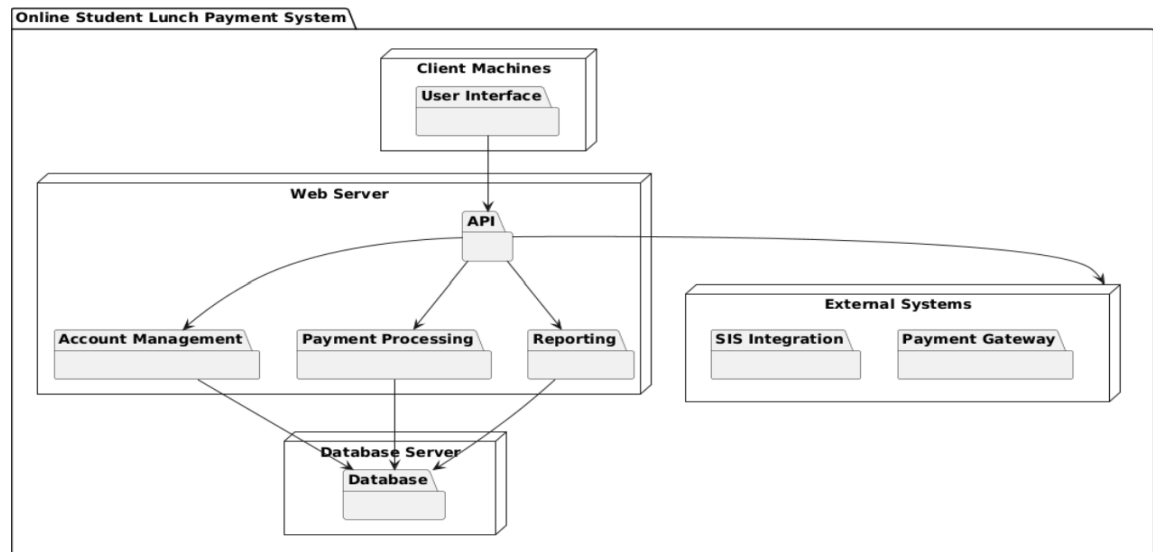 Online Student Lunch Payment System
Client Machines
User Interface
Web Server
API
External Systems
Account Management
Payment Processing
Reporting
SIS Integration
Payment Gateway
Database Server
Database